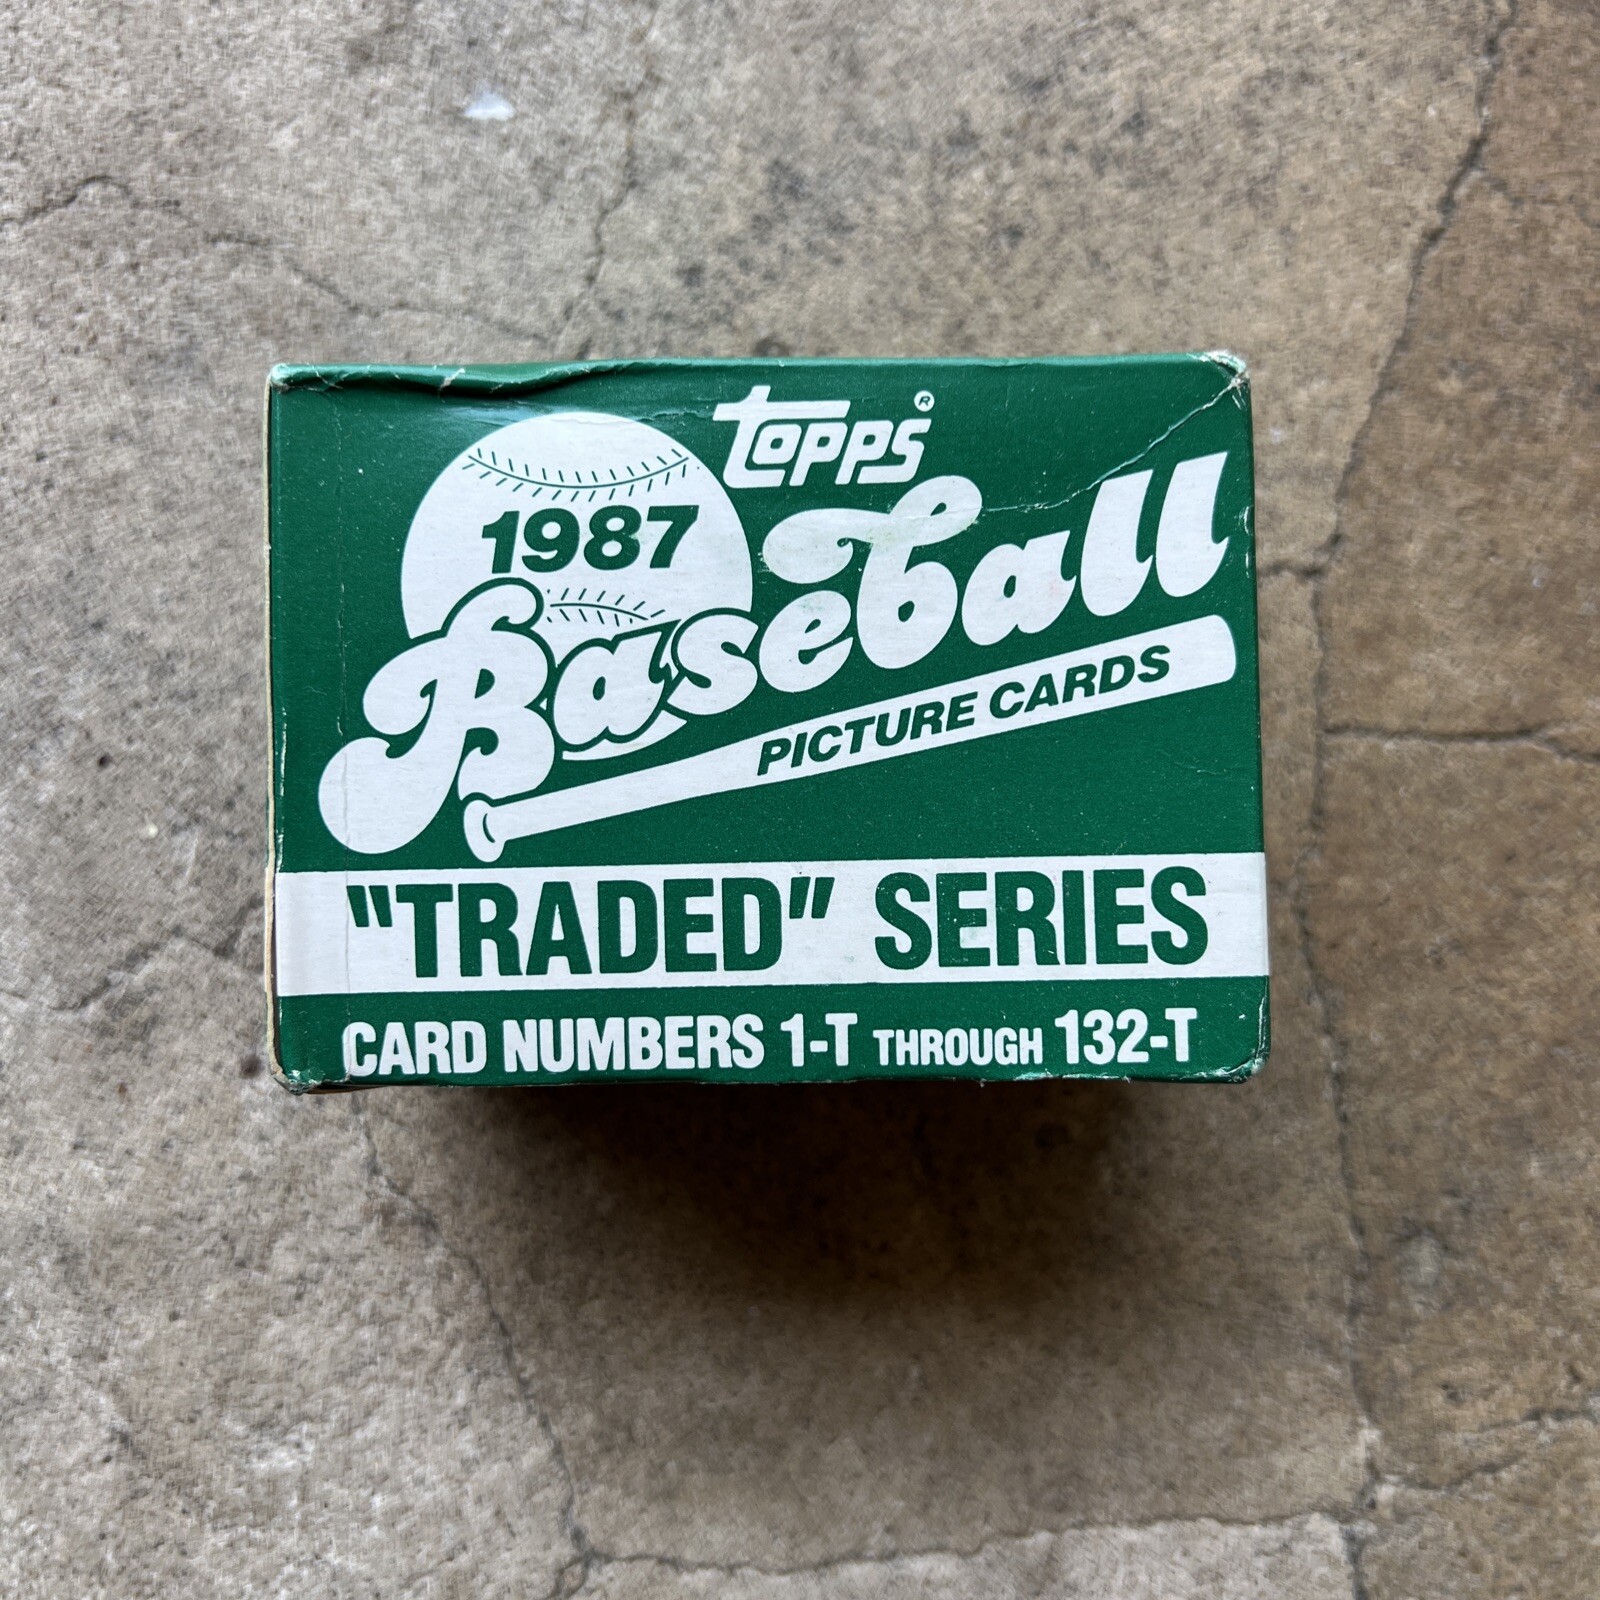 Topps®
1987
Baseball
PICTURE CARDS
"TRADED" SERIES
CARD NUMBERS 1-T THROUGH 132-T